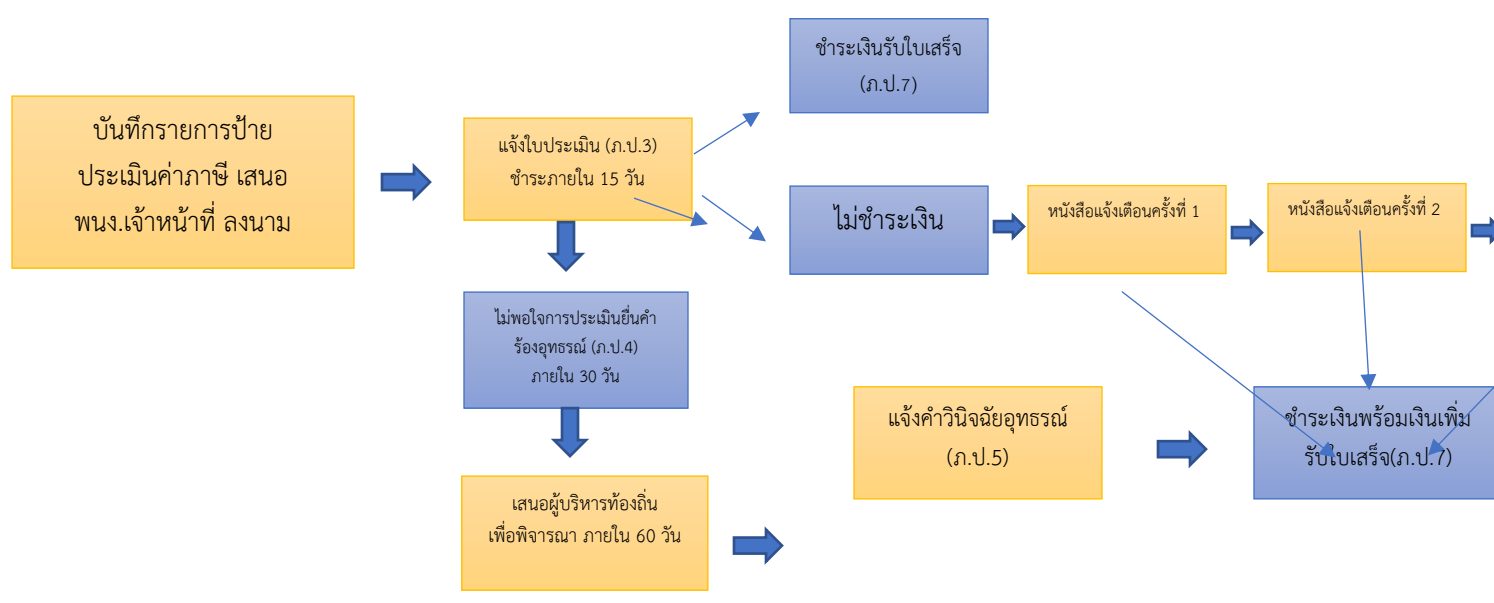 บันทึกรายการป้าย
ประเมินค่าภาษี เสนอ
พนง.เจ้าหน้าที่ ลงนาม
แจ้งใบประเมิน (ภ.ป.3)
ชำระภายใน 15 วัน
ชำระเงินรับใบเสร็จ
(ภ.ป.7)
ไม่ชำระเงิน
หนังสือแจ้งเตือนครั้งที่ 1
หนังสือแจ้งเตือนครั้งที่ 2
ไม่พอใจการประเมินยื่นคำ
ร้องอุทธรณ์ (ภ.ป.4)
ภายใน 30 วัน
เสนอผู้บริหารท้องถิ่น
เพื่อพิจารณา ภายใน 60 วัน
แจ้งคำวินิจฉัยอุทธรณ์
(ภ.ป.5)
ชำระเงินพร้อมเงินเพิ่ม
รับใบเสร็จ(ภ.ป.7)